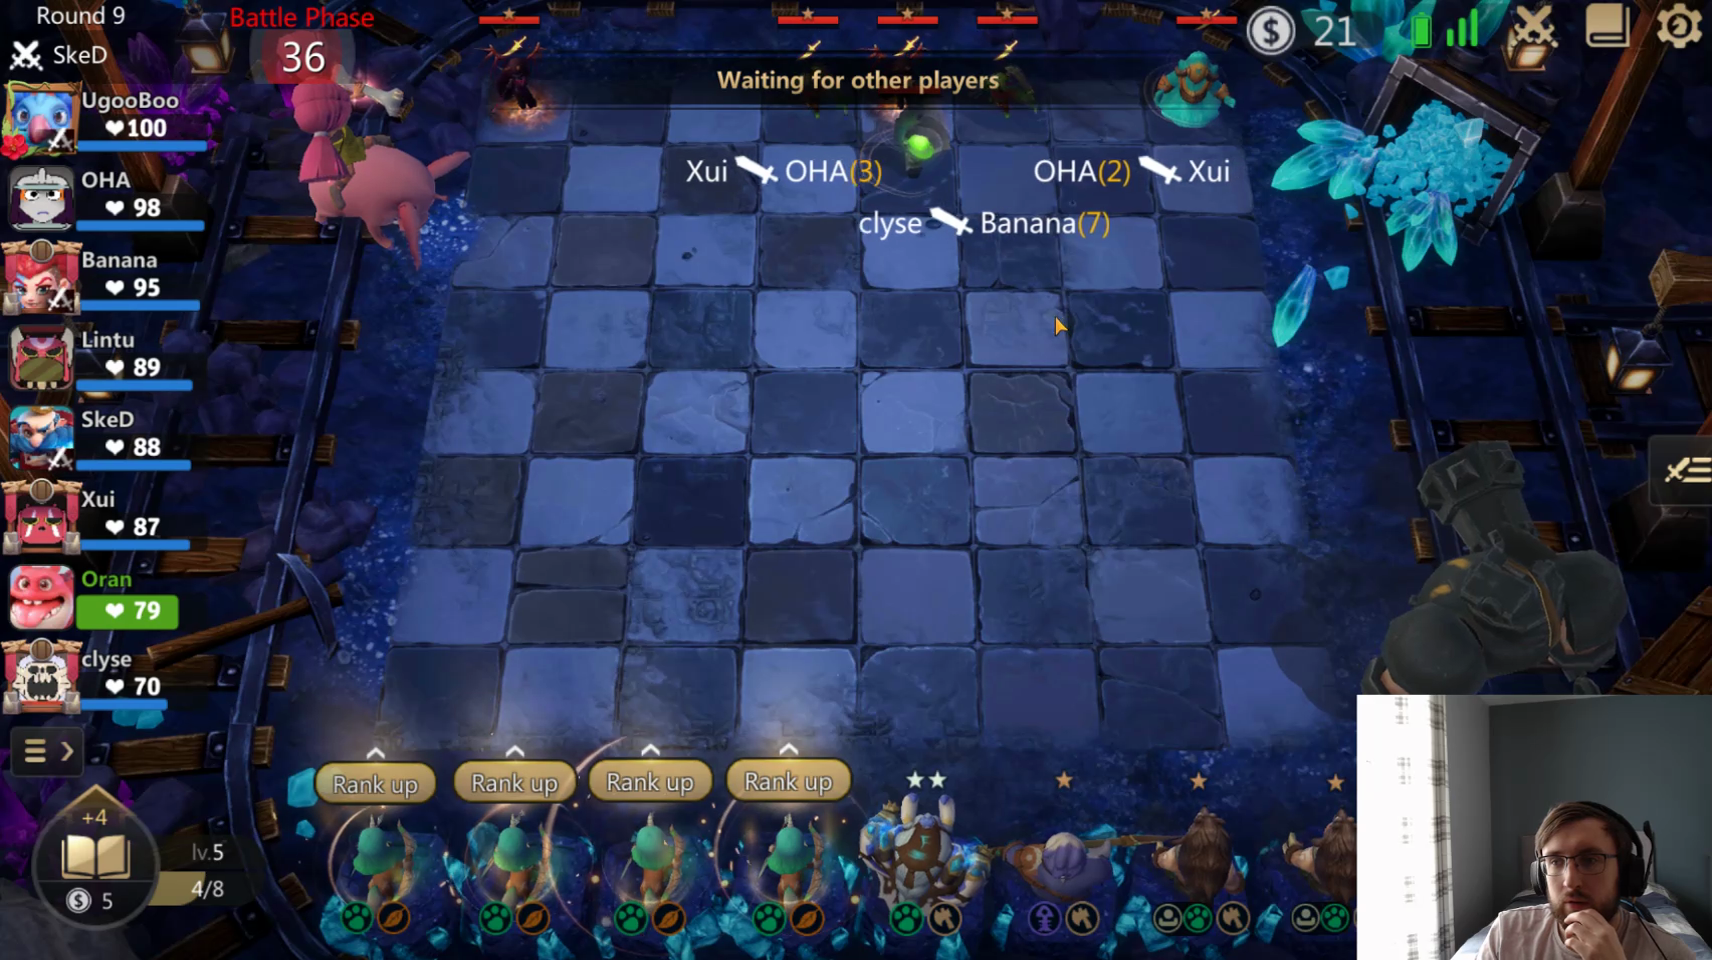 Round 9
Battle Phase
36
SkeD
21
Waiting for other players
UgooBoo
100
OHA
98
Xui OHA(3)
OHA(2) Xui
clyse Banana(7)
Banana
95
Lintu
89
SkeD
88
Xui
87
Oran
79
clyse
70
Rank up
Rank up
Rank up
Rank up
+4
lv.5
4/8
5